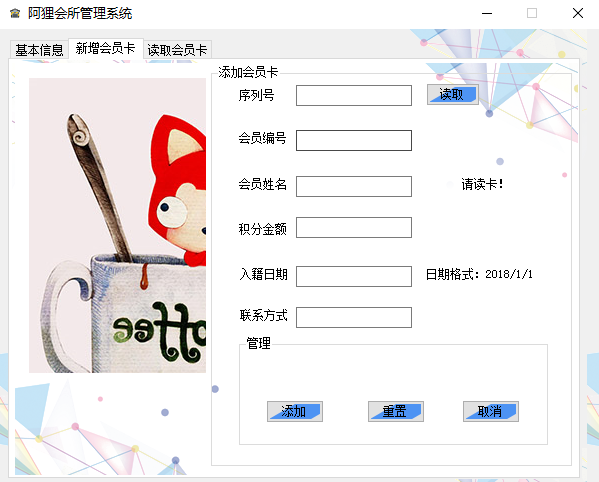 阿狸会所管理系统
基本信息 新增会员卡 读取会员卡
添加会员卡
序列号 读取
会员编号
会员姓名 请读卡!
积分金额
入籍日期 日期格式: 2018/1/1
联系方式
管理
添加 重置 取消